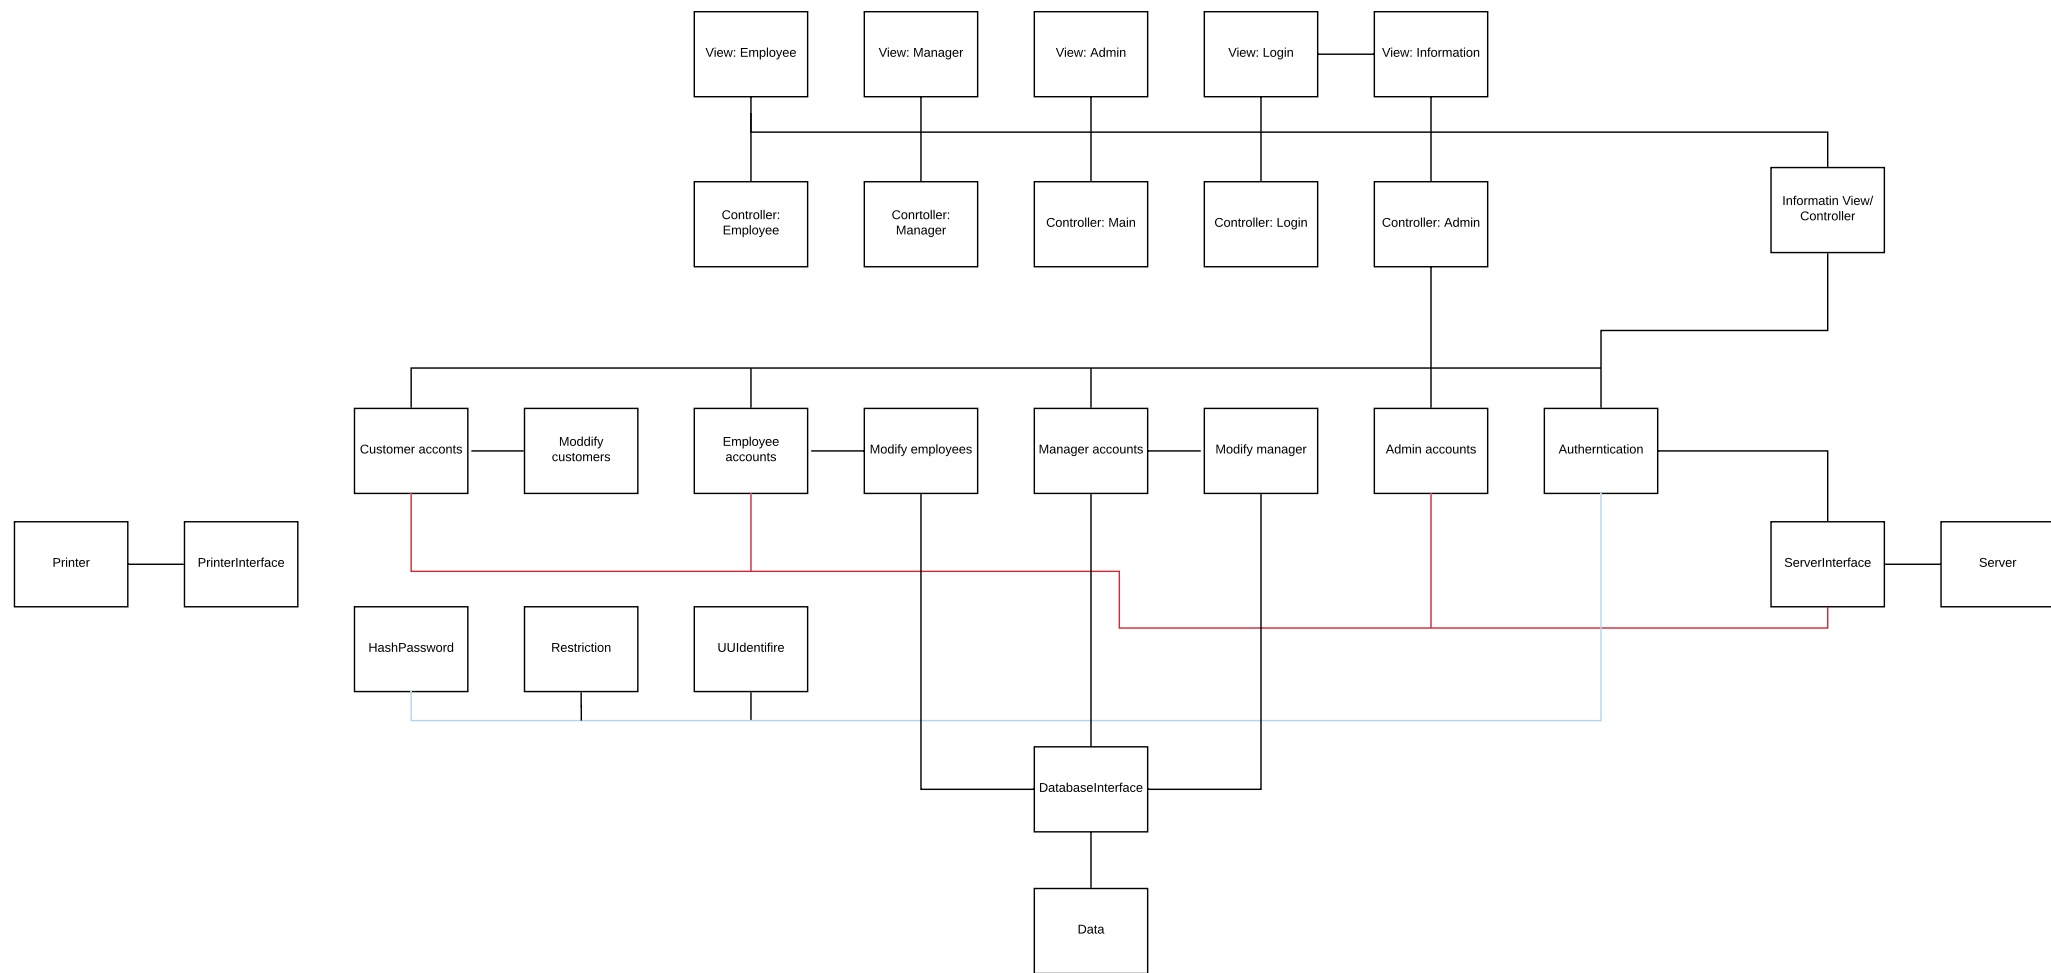 View: Employee
View: Manager
View: Admin
View: Login
View: Information
Controller:
Employee
Conrtoller:
Manager
Controller: Main
Controller: Login
Controller: Admin
Informatin View/
Controller
Customer acconts
Moddify
customers
Employee
accounts
Modify employees
Manager accounts
Modify manager
Admin accounts
Autherntication
Printer
PrinterInterface
ServerInterface
Server
HashPassword
Restriction
UUIdentifire
DatabaseInterface
Data